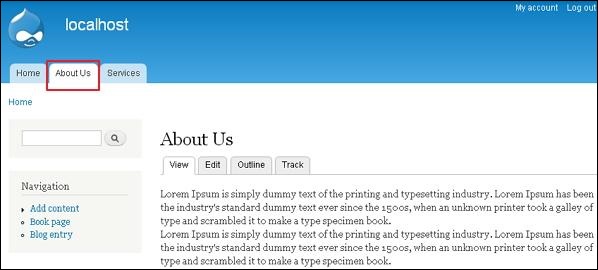 My account Log out
localhost
Home About Us Services
Home
About Us
View Edit Outline Track
Navigation
Add content
Book page
Blog entry
Lorem Ipsum is simply dummy text of the printing and typesetting industry. Lorem Ipsum has been
the industry's standard dummy text ever since the 1500s, when an unknown printer took a galley of
type and scrambled it to make a type specimen book.
Lorem Ipsum is simply dummy text of the printing and typesetting industry. Lorem Ipsum has been
the industry's standard dummy text ever since the 1500s, when an unknown printer took a galley of
type and scrambled it to make a type specimen book.